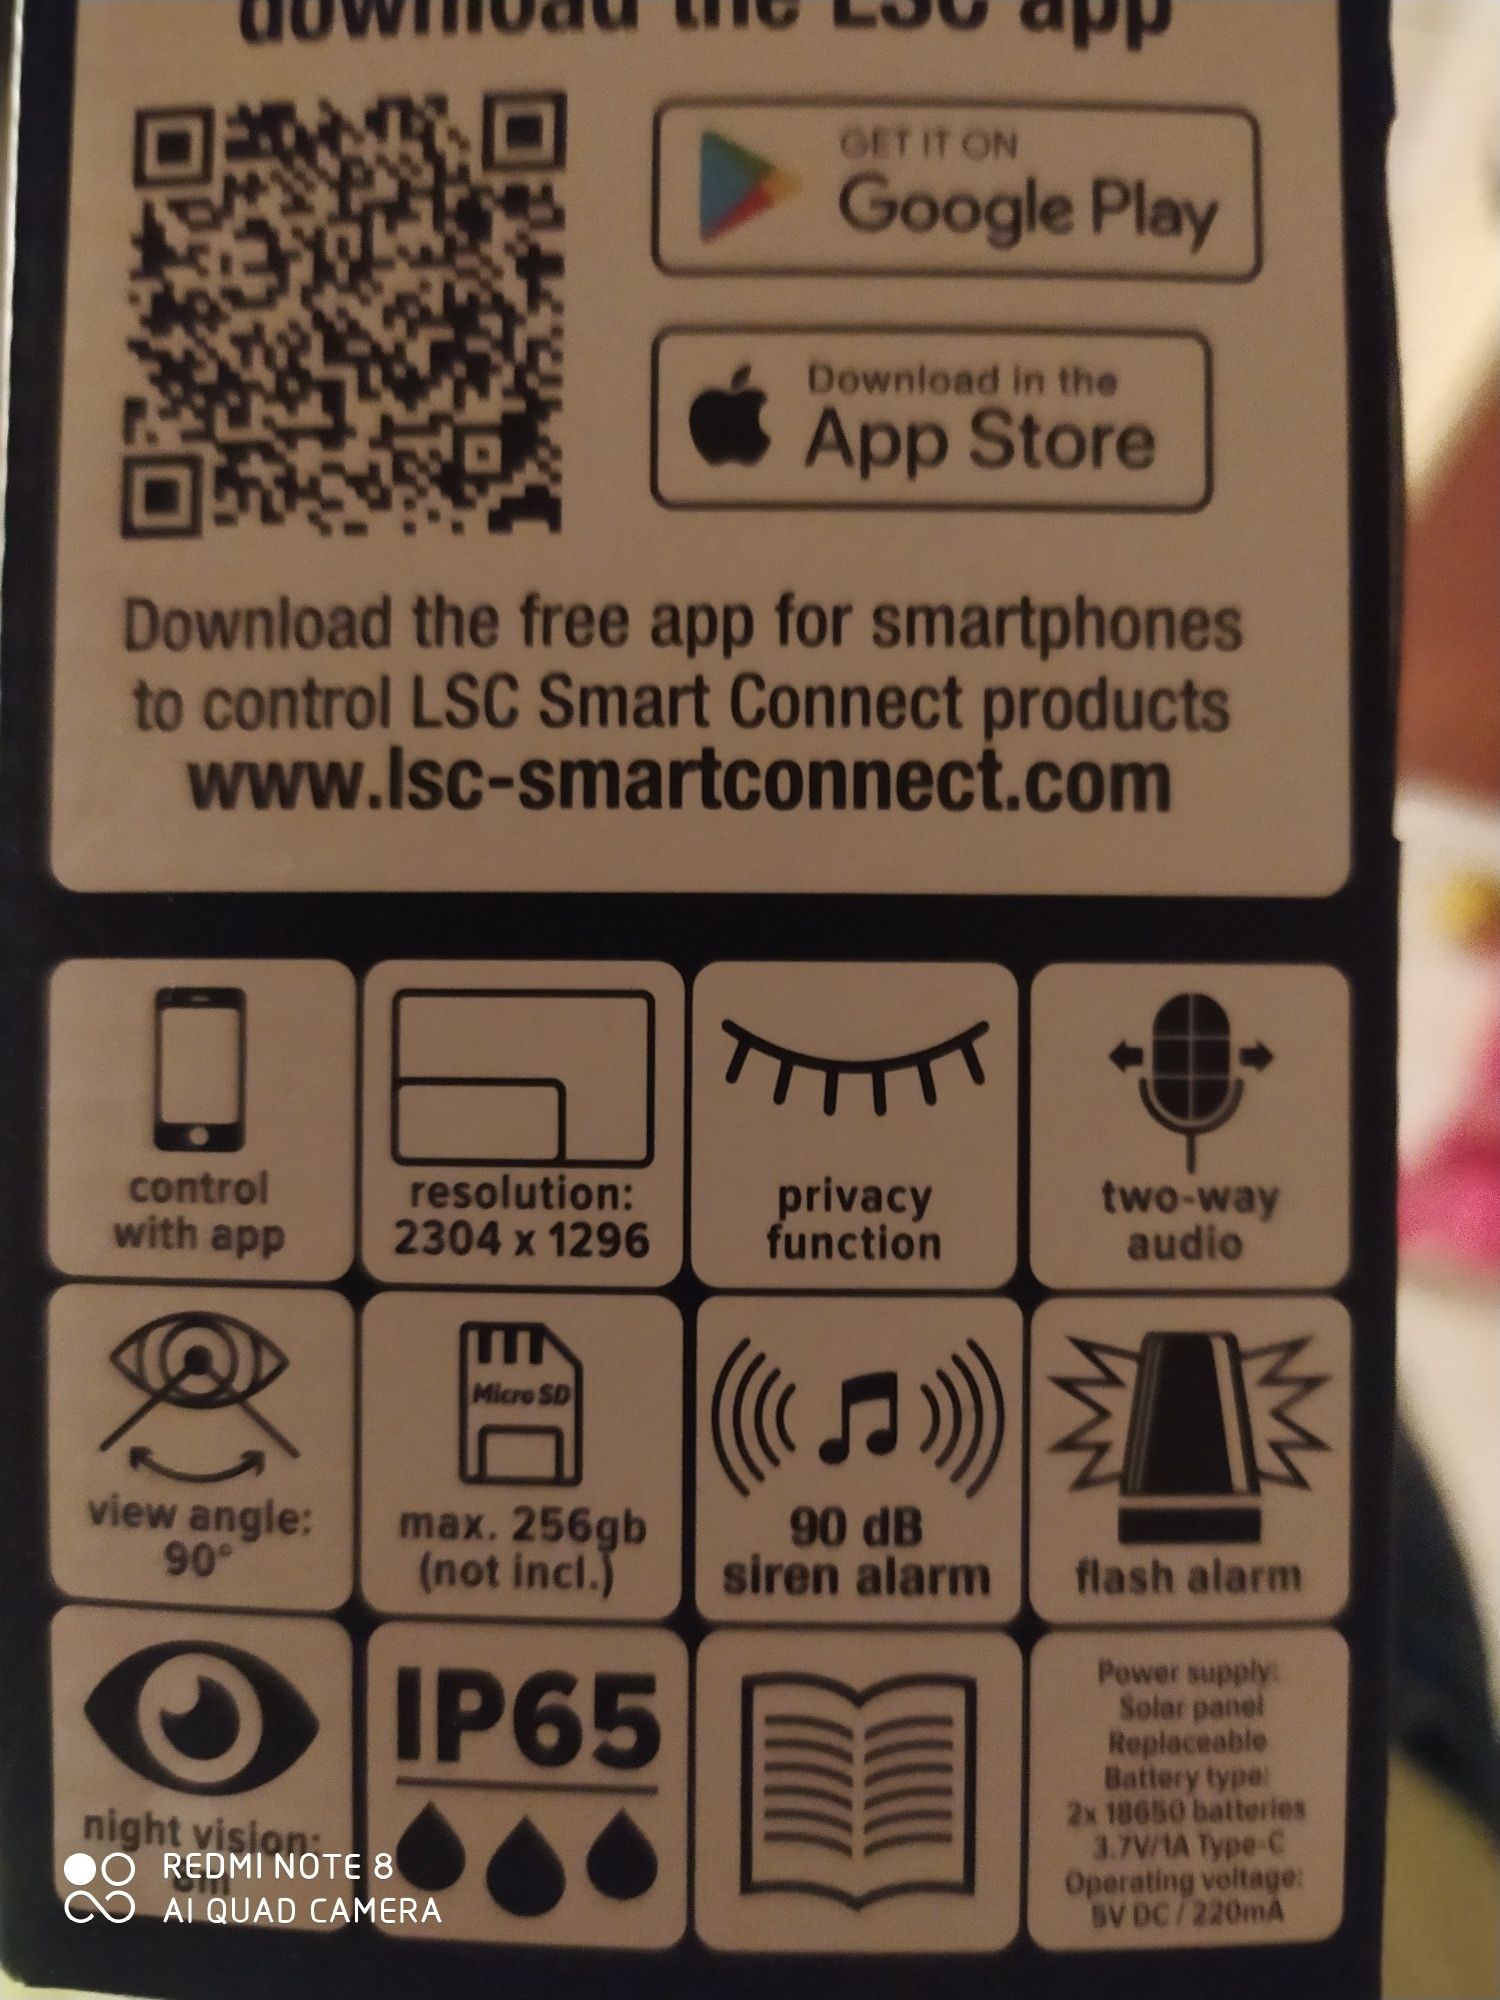 download the LSC app
GET IT ON
Google Play
Download in the
App Store
Download the free app for smartphones
to control LSC Smart Connect products
www.lsc-smartconnect.com
control
with app
resolution:
2304 x 1296
privacy
function
two-way
audio
view angle:
90°
Micro SD
max. 256gb
(not incl.)
90 dB
siren alarm
flash alarm
night vision:
IP65
Power supply:
Solar panel
Replaceable
Battery type:
2x 18650 batteries
3.7V/1A Type-C
Operating voltage:
5V DC / 220mA
REDMI NOTE 8
AI QUAD CAMERA